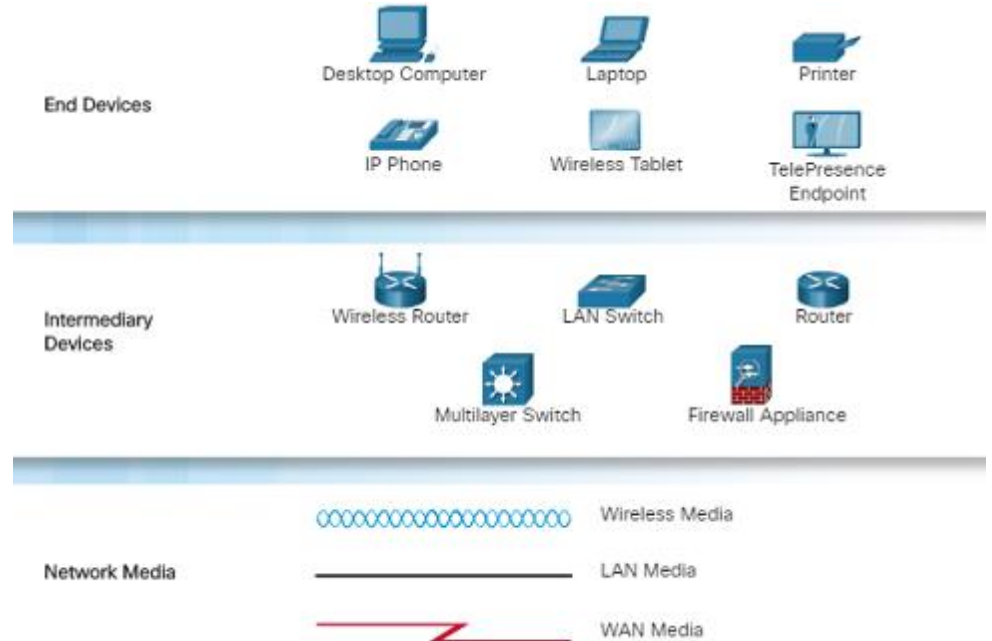 Desktop Computer
Laptop
Printer
End Devices
IP Phone
Wireless Tablet
TelePresence
Endpoint
Wireless Router
LAN Switch
Router
Intermediary
Devices
Multilayer Switch
Firewall Appliance
Wireless Media
Network Media
LAN Media
WAN Media